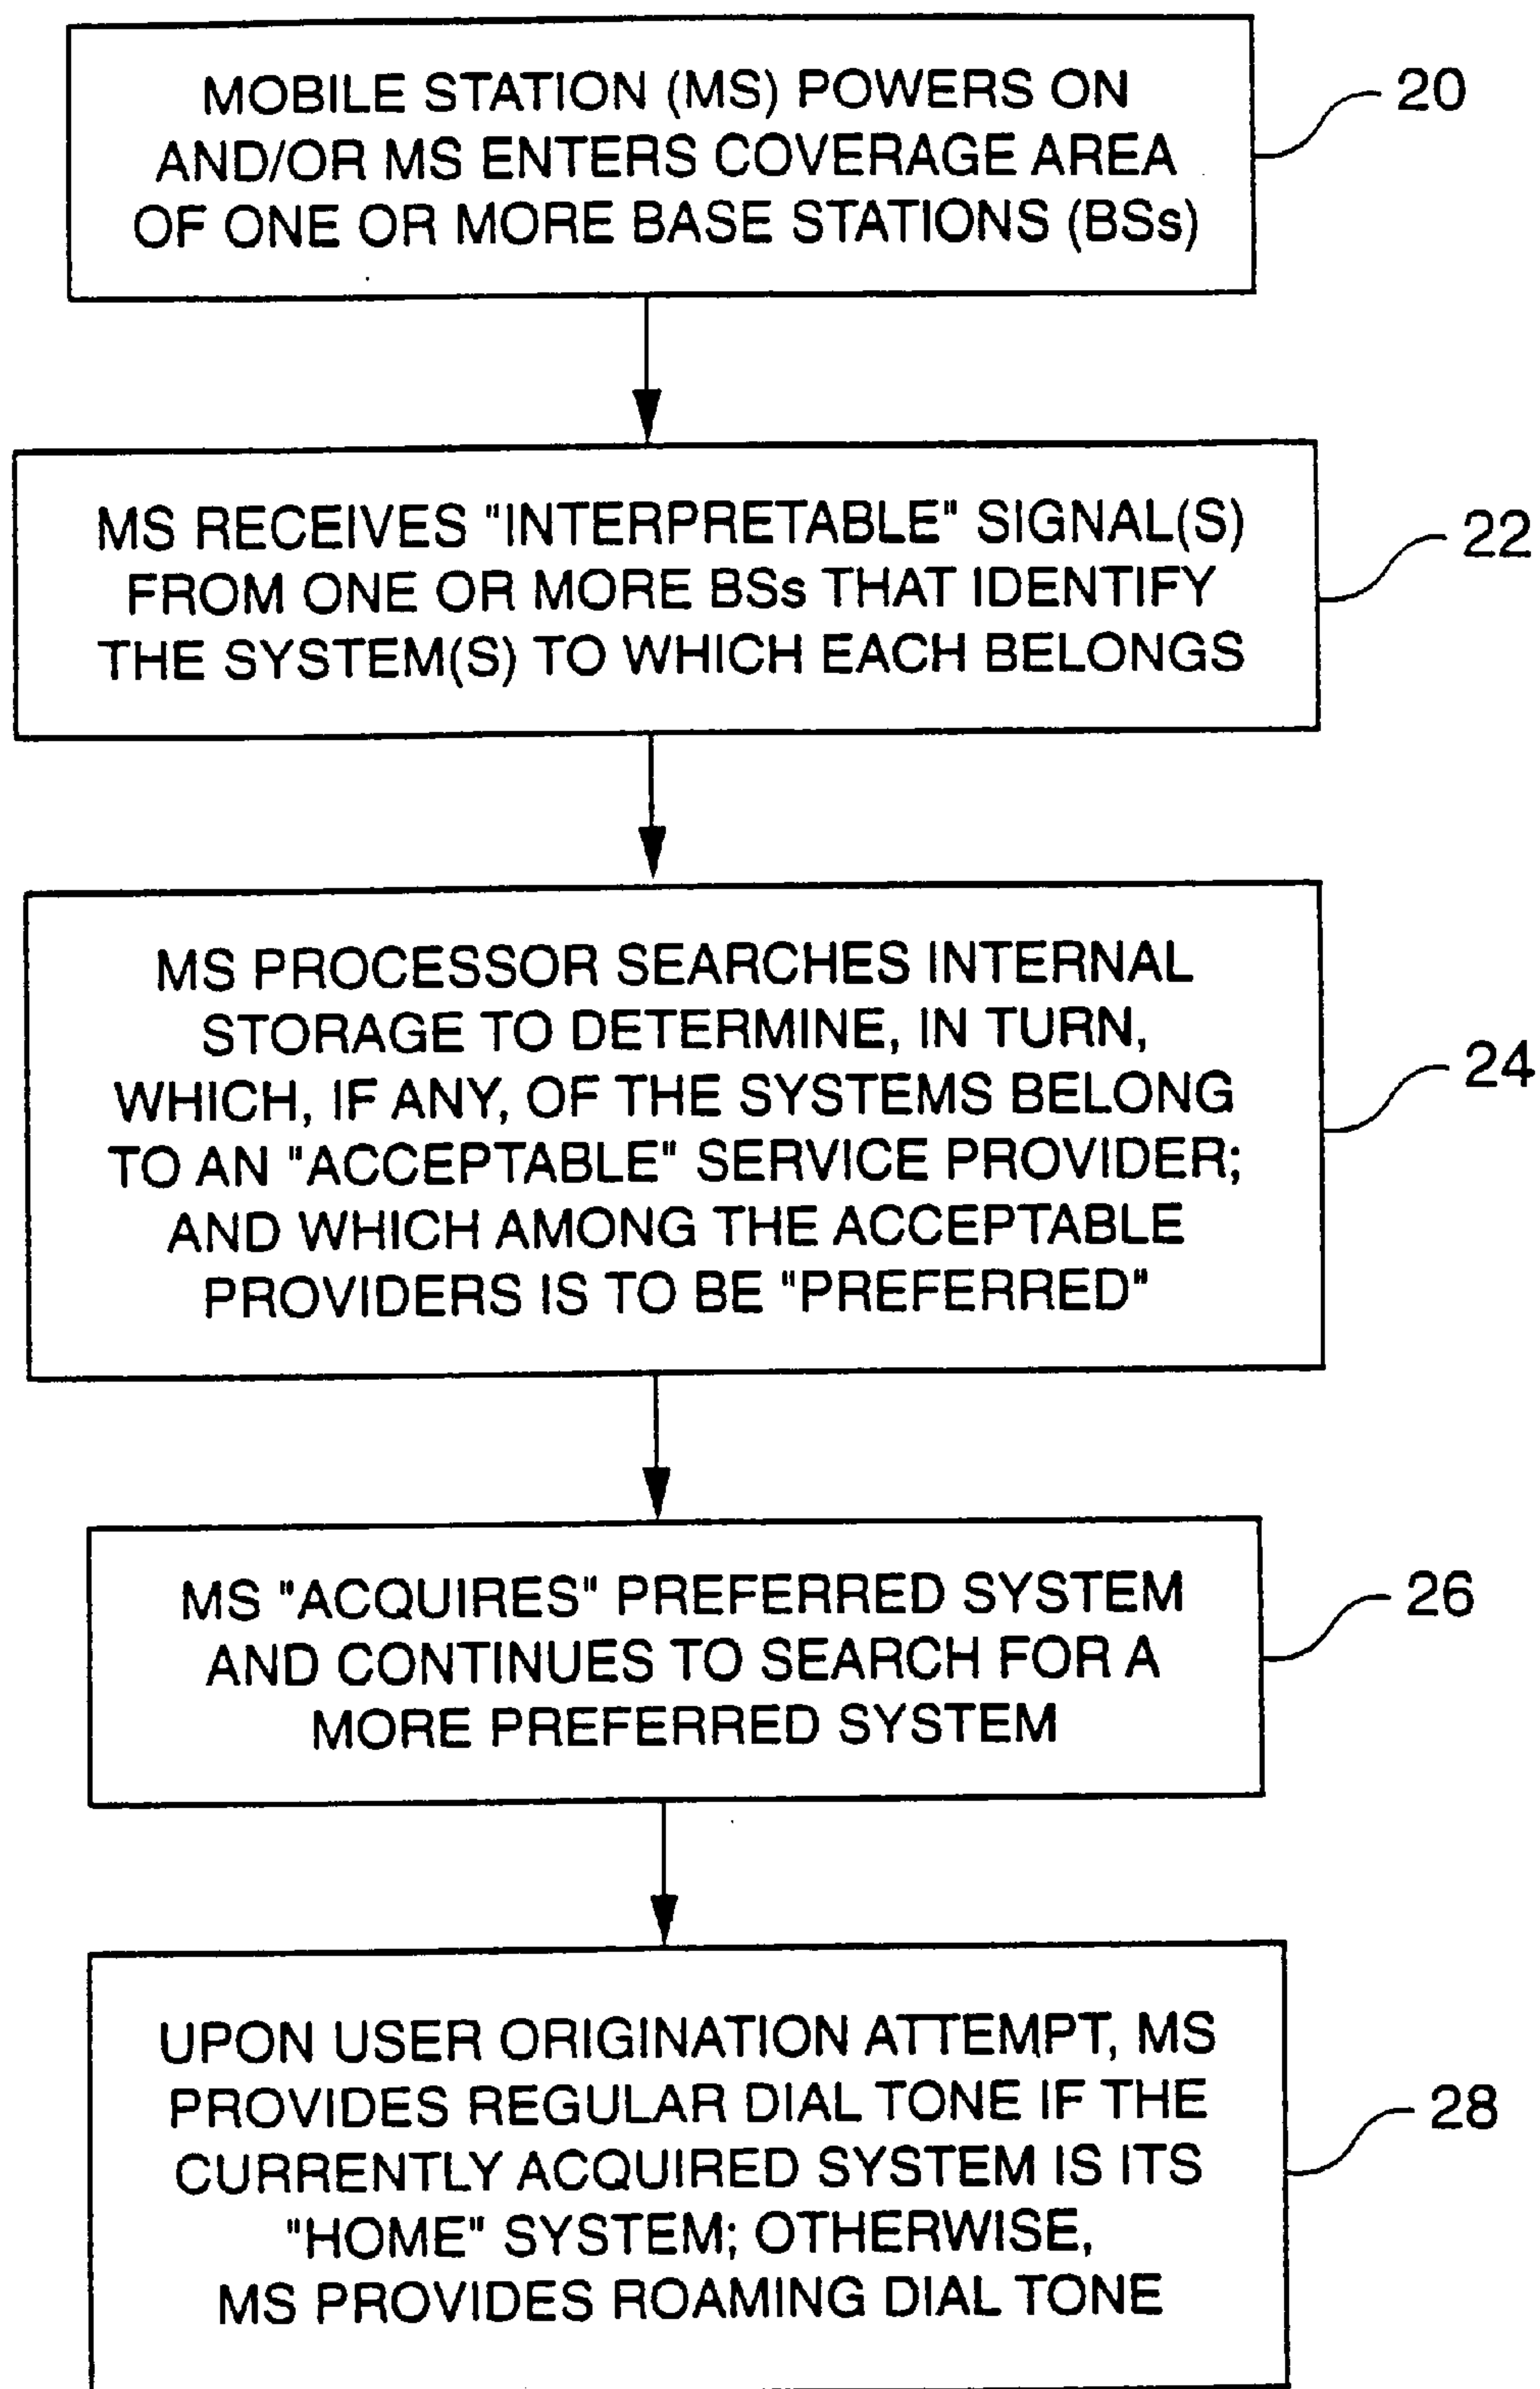 MOBILE STATION (MS) POWERS ON
AND/OR MS ENTERS COVERAGE AREA
OF ONE OR MORE BASE STATIONS (BSs)
20
MS RECEIVES "INTERPRETABLE" SIGNAL(S)
FROM ONE OR MORE BSs THAT IDENTIFY
THE SYSTEM(S) TO WHICH EACH BELONGS
22
MS PROCESSOR SEARCHES INTERNAL
STORAGE TO DETERMINE, IN TURN,
WHICH, IF ANY, OF THE SYSTEMS BELONG
TO AN "ACCEPTABLE" SERVICE PROVIDER;
AND WHICH AMONG THE ACCEPTABLE
PROVIDERS IS TO BE "PREFERRED"
24
MS "ACQUIRES" PREFERRED SYSTEM
AND CONTINUES TO SEARCH FOR A
MORE PREFERRED SYSTEM
26
UPON USER ORIGINATION ATTEMPT, MS
PROVIDES REGULAR DIAL TONE IF THE
CURRENTLY ACQUIRED SYSTEM IS ITS
"HOME" SYSTEM; OTHERWISE,
MS PROVIDES ROAMING DIAL TONE
28